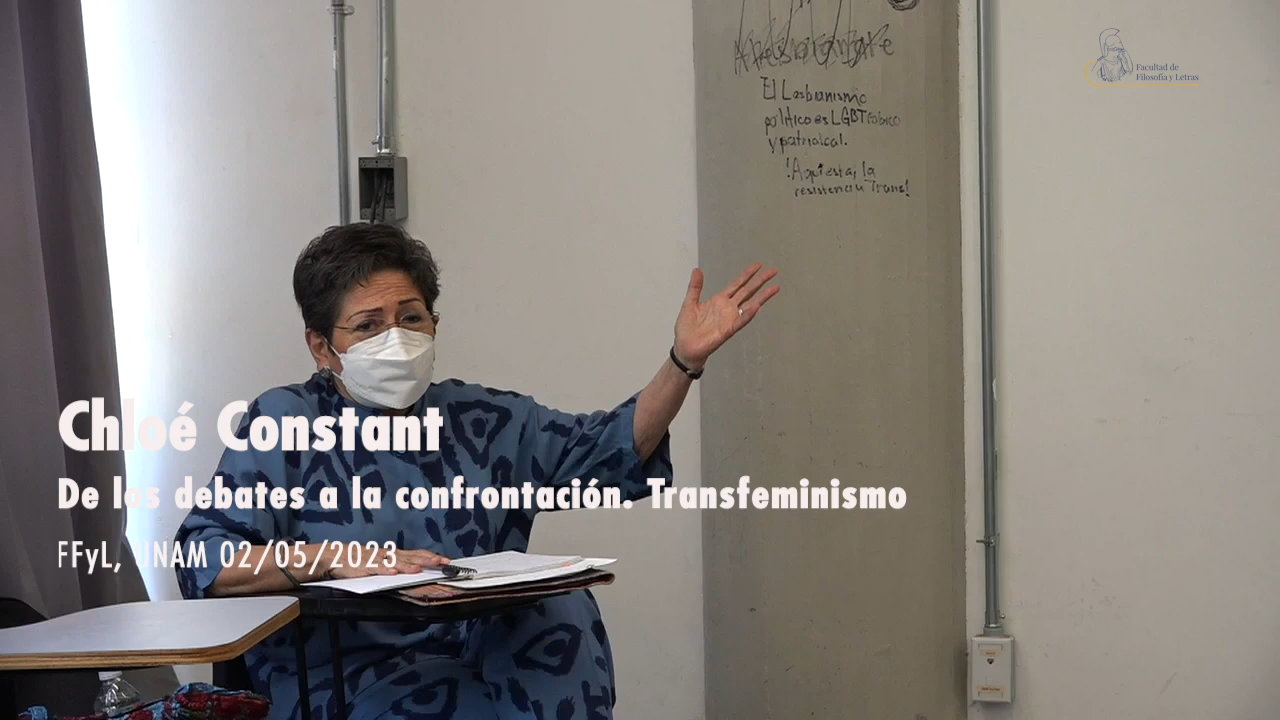 El Lesbianismo
político es LGBTfóbico
y patriarcal.
¡Aquí está, la
resistencia Trans!
Facultad de
Filosofía y Letras
Chloé Constant
De los debates a la confrontación. Transfeminismo
FFyL, UNAM 02/05/2023